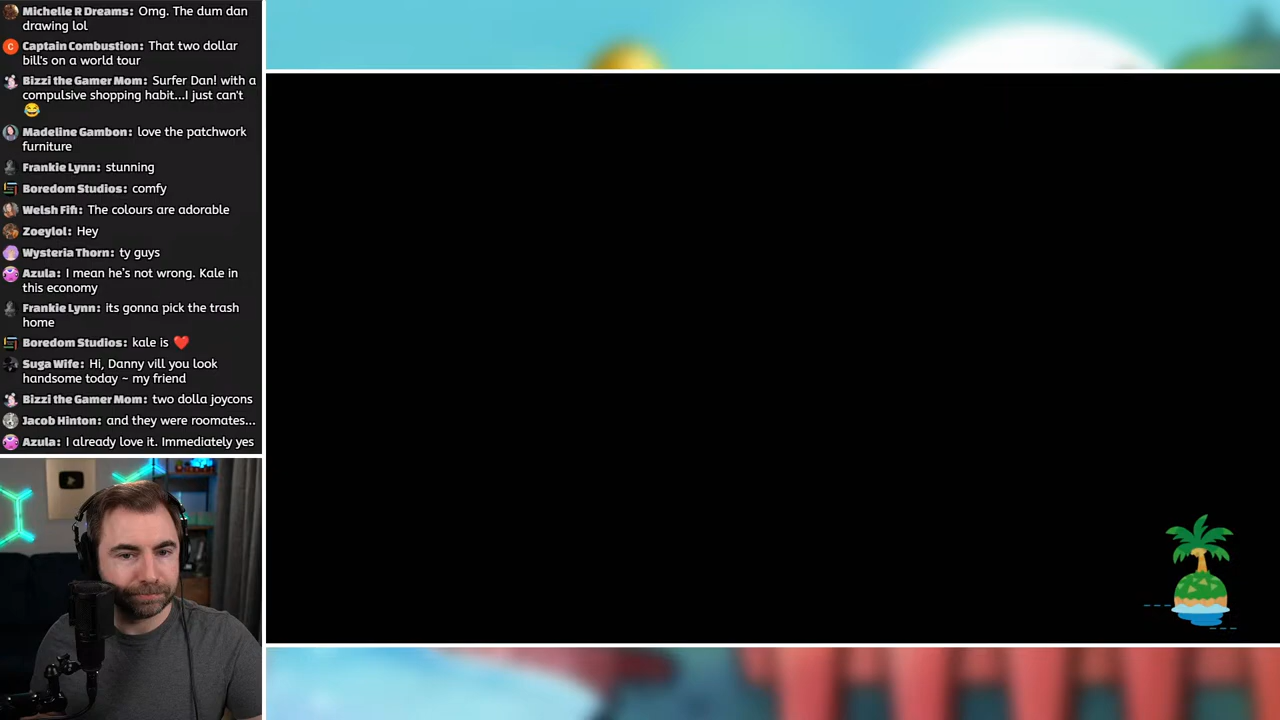 Michelle R Dreams: Omg. The dum dan
drawing lol
C Captain Combustion: That two dollar
bill's on a world tour
Bizzi the Gamer Mom: Surfer Dan! with a
compulsive shopping habit...I just can't
😂
Madeline Gambon: love the patchwork
furniture
Frankie Lynn: stunning
Boredom Studios: comfy
Welsh Fifi: The colours are adorable
Zoeylol: Hey
Wysteria Thorn: ty guys
Azula: I mean he's not wrong. Kale in
this economy
Frankie Lynn: its gonna pick the trash
home
Boredom Studios: kale is ❤️
Suga Wife: Hi, Danny vill you look
handsome today ~ my friend
Bizzi the Gamer Mom: two dolla joycons
Jacob Hinton: and they were roomates...
Azula: I already love it. Immediately yes